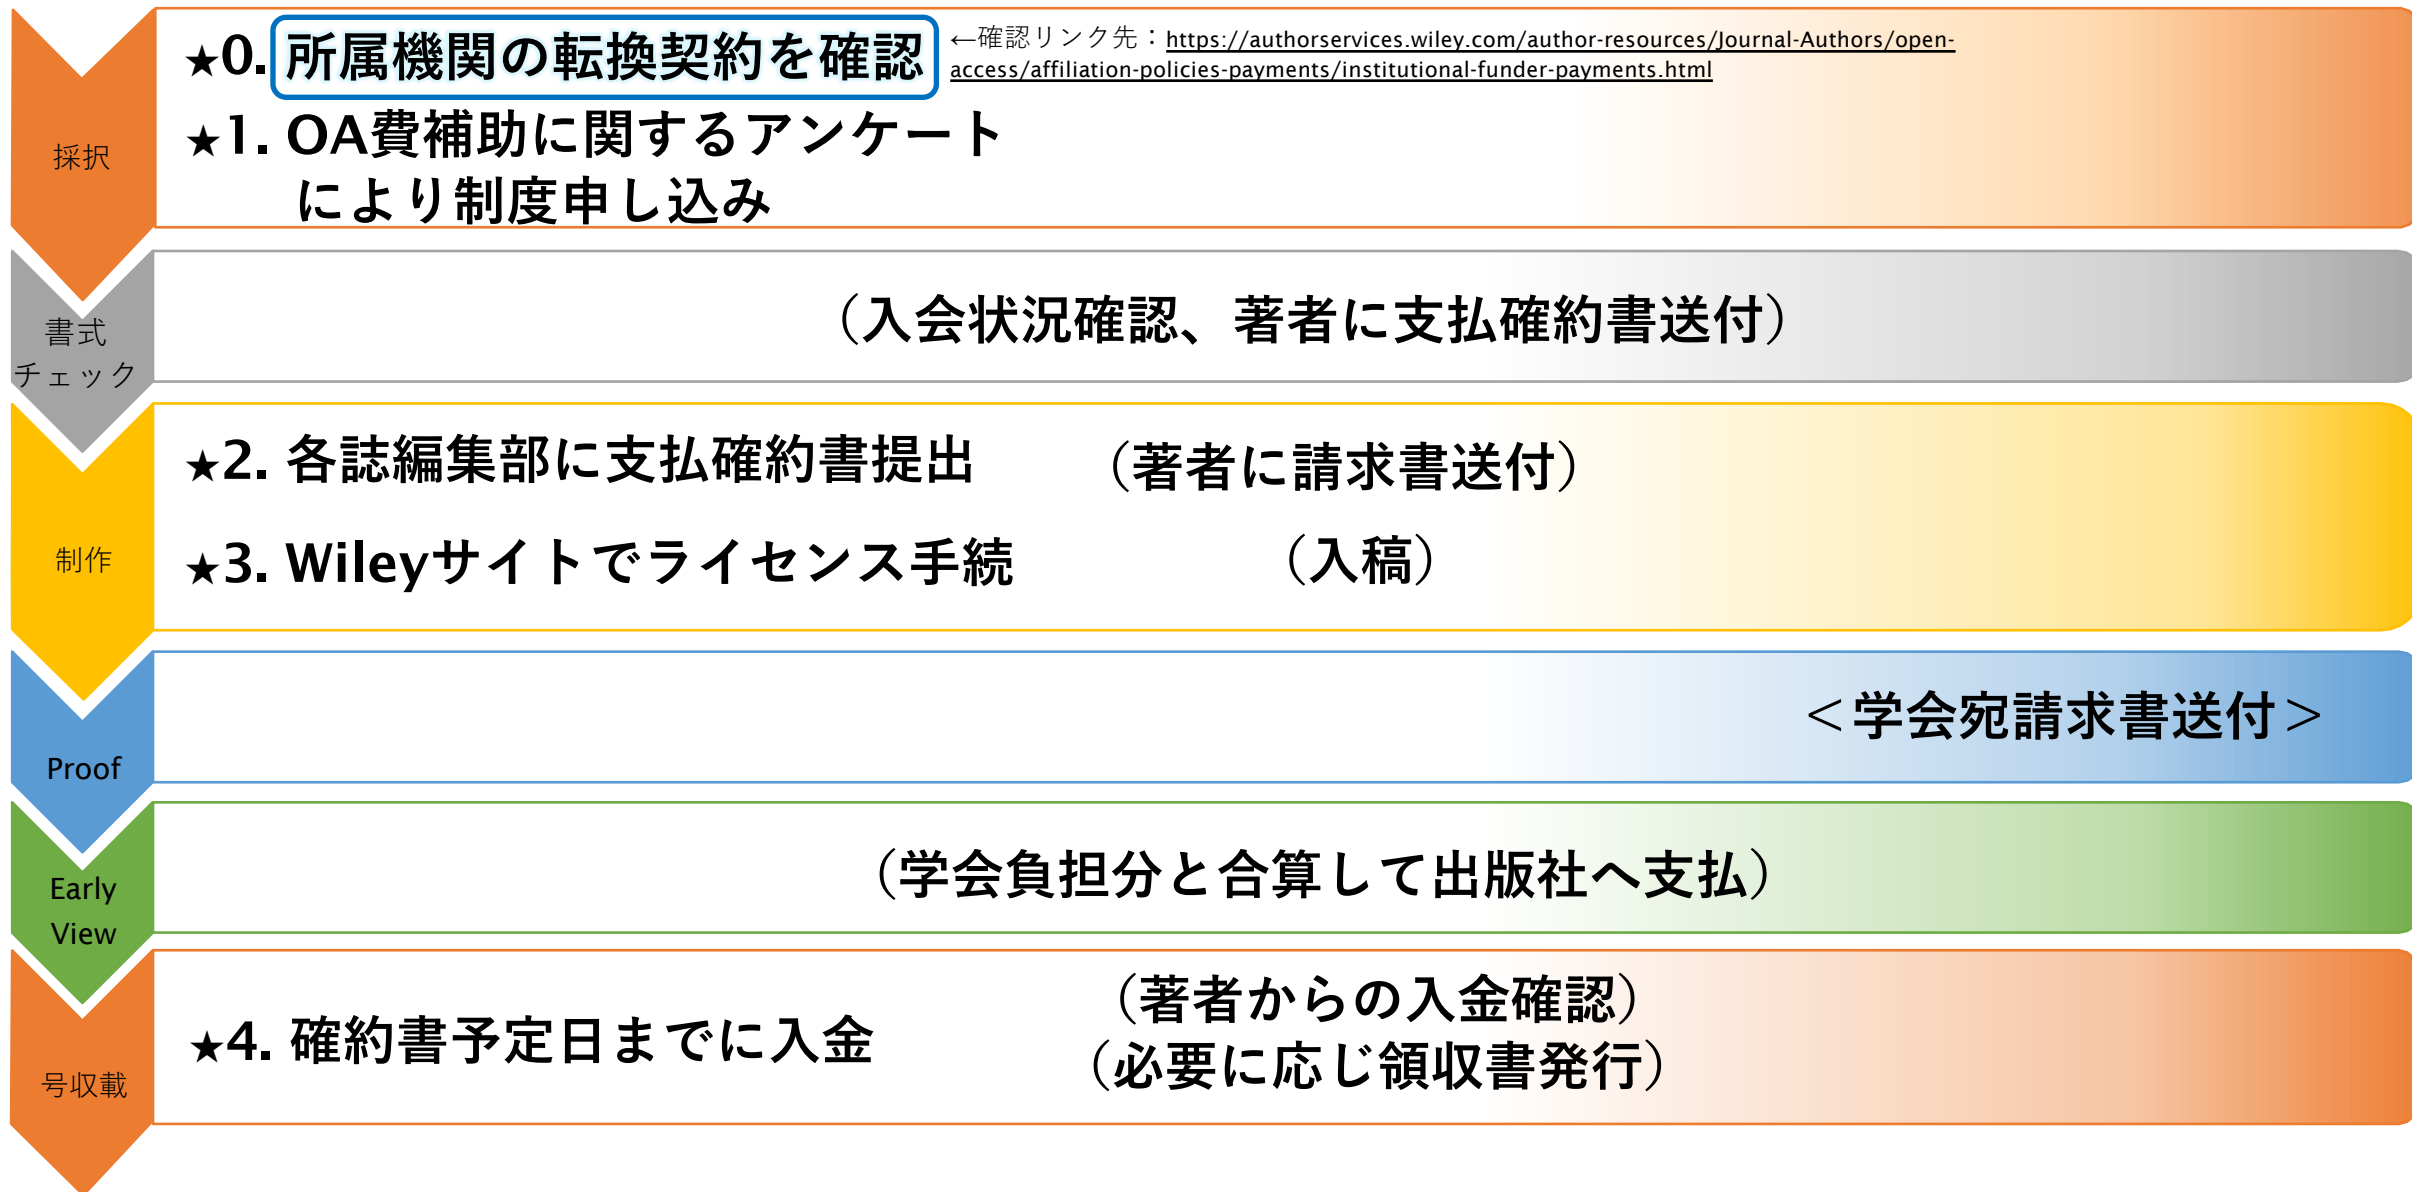 採択
★0. 所属機関の転換契約を確認
←確認リンク先：https://authorservices.wiley.com/author-resources/Journal-Authors/open-
access/affiliation-policies-payments/institutional-funder-payments.html
★1. OA費補助に関するアンケート
により制度申し込み
書式
チェック
（入会状況確認、著者に支払確約書送付）
制作
★2. 各誌編集部に支払確約書提出 （著者に請求書送付）
★3. Wileyサイトでライセンス手続 （入稿）
Proof
＜学会宛請求書送付＞
Early
View
（学会負担分と合算して出版社へ支払）
号収載
★4. 確約書予定日までに入金
（著者からの入金確認）
（必要に応じ領収書発行）